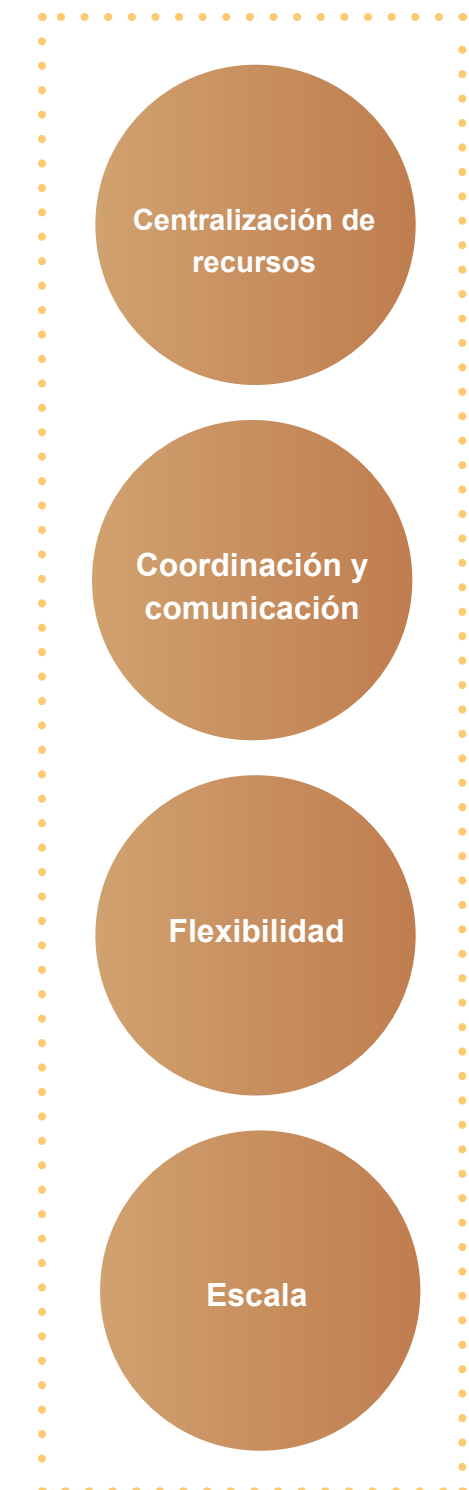 Centralización de
recursos
Coordinación y
comunicación
Flexibilidad
Escala